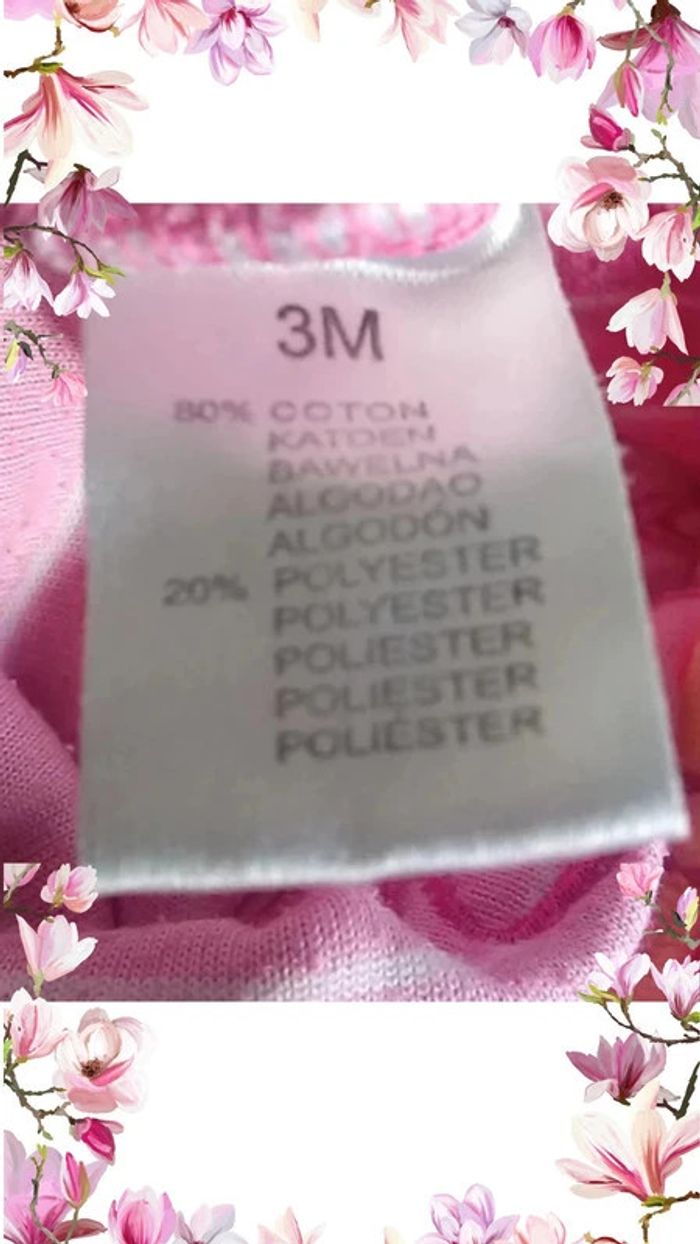 3M
80% COTON
KATOEN
BAWELNA
ALGODAO
ALGODÓN
20% POLYESTER
POLYESTER
POLIESTER
POLIESTER
POLIÉSTER